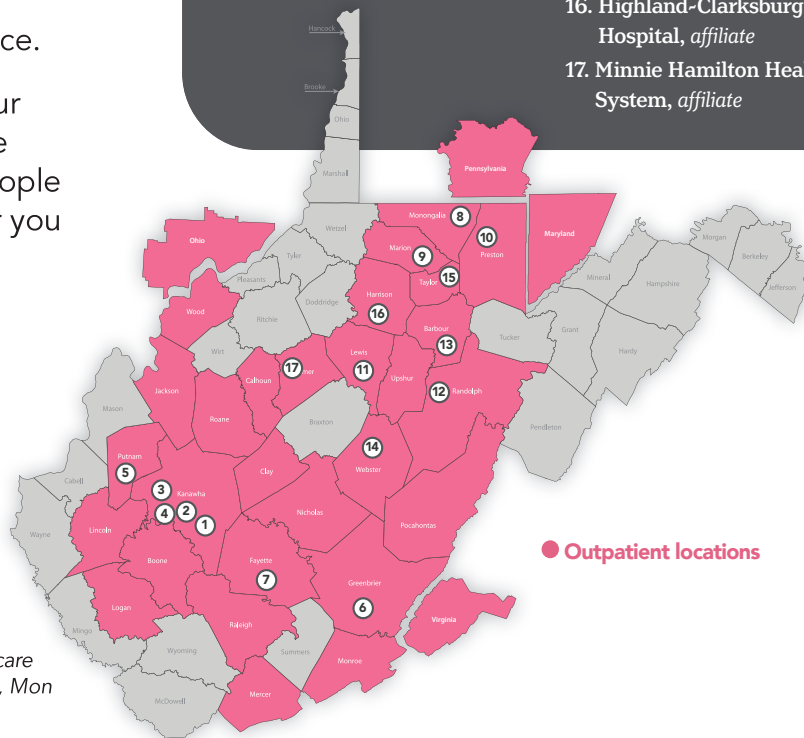 ce.
ur
e
ople
r you
16. Highland-Clarksburg
Hospital, affiliate
17. Minnie Hamilton Heal
System, affiliate
Hancock
Brooke
Ohio
Marshall
Pennsylvania
Wetzel
Monongalia
8
Maryland
Morgan
Berkeley
Jefferson
Ohio
Tyler
Marion
9
10
Preston
Mineral
Hampshire
Pleasants
Taylor
15
Doddridge
Harrison
16
Wood
Ritchie
Barbour
13
Tucker
Grant
Hardy
Wirt
Lewis
11
17
mer
Calhoun
Upshur
12
Randolph
Jackson
Roane
Mason
Braxton
Pendleton
14
Webster
Putnam
5
Clay
3
Kanawha
4
2
1
Cabell
Nicholas
Wayne
Lincoln
Pocahontas
Boone
Fayette
7
Outpatient locations
Greenbrier
6
Logan
Raleigh
Virginia
Mingo
Wyoming
Summers
Monroe
care
, Mon
McDowell
Mercer